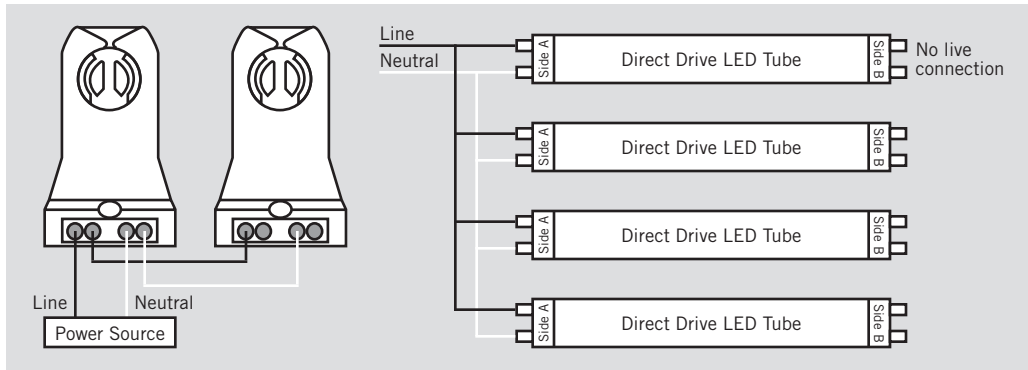 Line
Neutral
Power Source
Line
Neutral
Side A
Direct Drive LED Tube
Side B
No live
connection
Side A
Direct Drive LED Tube
Side B
Side A
Direct Drive LED Tube
Side B
Side A
Direct Drive LED Tube
Side B